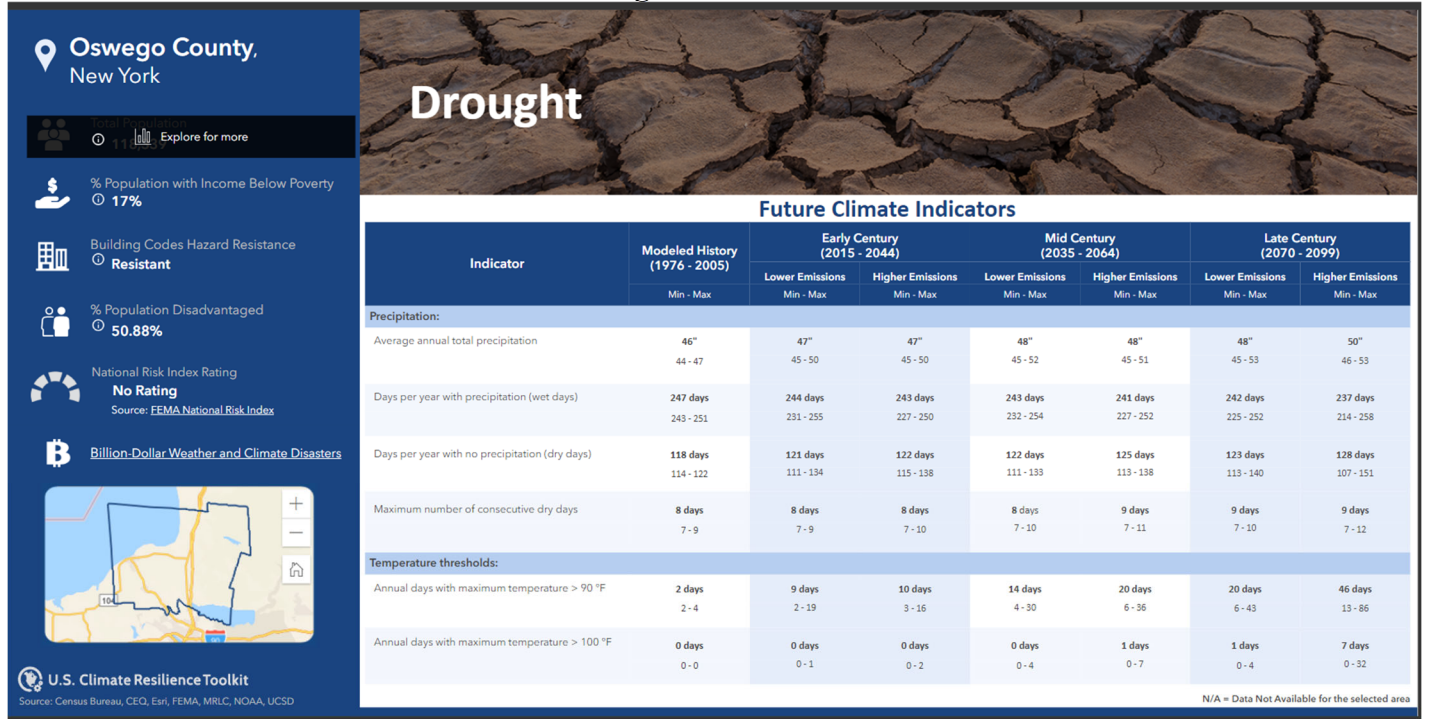 Oswego County,
New York
Total Population
Explore for more
% Population with Income Below Poverty
17%
Building Codes Hazard Resistance
Resistant
% Population Disadvantaged
50.88%
National Risk Index Rating
No Rating
Source: FEMA National Risk Index
Billion-Dollar Weather and Climate Disasters
104
90
U.S. Climate Resilience Toolkit
Source: Census Bureau, CEQ, Esri, FEMA, MRLC, NOAA, UCSD
Drought
Future Climate Indicators
Indicator
Modeled History
(1976 - 2005)
Early Century
(2015 - 2044)
Mid Century
(2035 - 2064)
Late Century
(2070 - 2099)
Lower Emissions Higher Emissions Lower Emissions Higher Emissions Lower Emissions Higher Emissions
Min - Max Min - Max Min - Max Min - Max Min - Max Min - Max Min - Max
Precipitation:
Average annual total precipitation 46" 47" 47" 48" 48" 48" 50"
44 - 47 45 - 50 45 - 50 45 - 52 45 - 51 45 - 53 46 - 53
Days per year with precipitation (wet days) 247 days 244 days 243 days 243 days 241 days 242 days 237 days
243 - 251 231 - 255 227 - 250 232 - 254 227 - 252 225 - 252 214 - 258
Days per year with no precipitation (dry days) 118 days 121 days 122 days 122 days 125 days 123 days 128 days
114 - 122 111 - 134 115 - 138 111 - 133 113 - 138 113 - 140 107 - 151
Maximum number of consecutive dry days 8 days 8 days 8 days 8 days 9 days 9 days 9 days
7 - 9 7 - 9 7 - 10 7 - 10 7 - 11 7 - 10 7 - 12
Temperature thresholds:
Annual days with maximum temperature > 90 °F 2 days 9 days 10 days 14 days 20 days 20 days 46 days
2 - 4 2 - 19 3 - 16 4 - 30 6 - 36 6 - 43 13 - 86
Annual days with maximum temperature > 100 °F 0 days 0 days 0 days 0 days 1 days 1 days 7 days
0 - 0 0 - 1 0 - 2 0 - 4 0 - 7 0 - 4 0 - 32
N/A = Data Not Available for the selected area